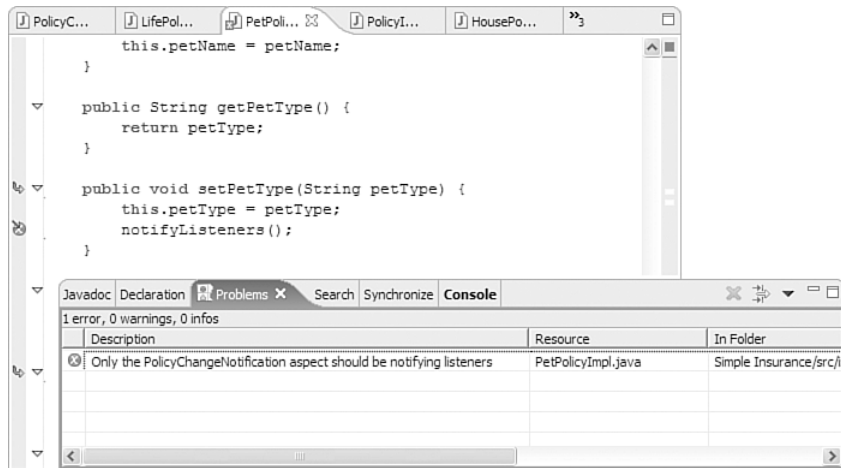 PolicyC... LifePol... PetPoli... PolicyI... HousePo... »3
this.petName = petName;
}
public String getPetType() {
return petType;
}
public void setPetType(String petType) {
this.petType = petType;
notifyListeners();
}
Javadoc Declaration Problems Search Synchronize Console
1 error, 0 warnings, 0 infos
Description Resource In Folder
Only the PolicyChangeNotification aspect should be notifying listeners PetPolicyImpl.java Simple Insurance/src/i